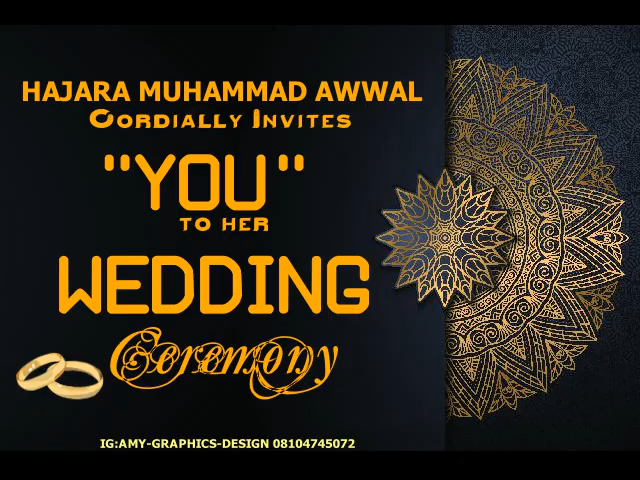 HAJARA MUHAMMAD AWWAL
CORDIALLY INVITES
"YOU"
TO HER
WEDDING
Ceremony
IG:AMY-GRAPHICS-DESIGN 08104745072